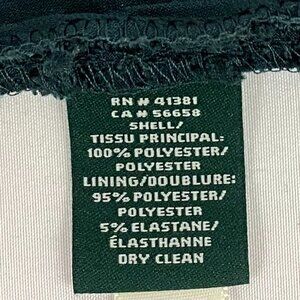 RN # 41381
CA # 56658
SHELL/
TISSU PRINCIPAL:
100% POLYESTER/
POLYESTER
LINING/DOUBLURE:
95% POLYESTER/
POLYESTER
5% ELASTANE/
ÉLASTHANNE
DRY CLEAN